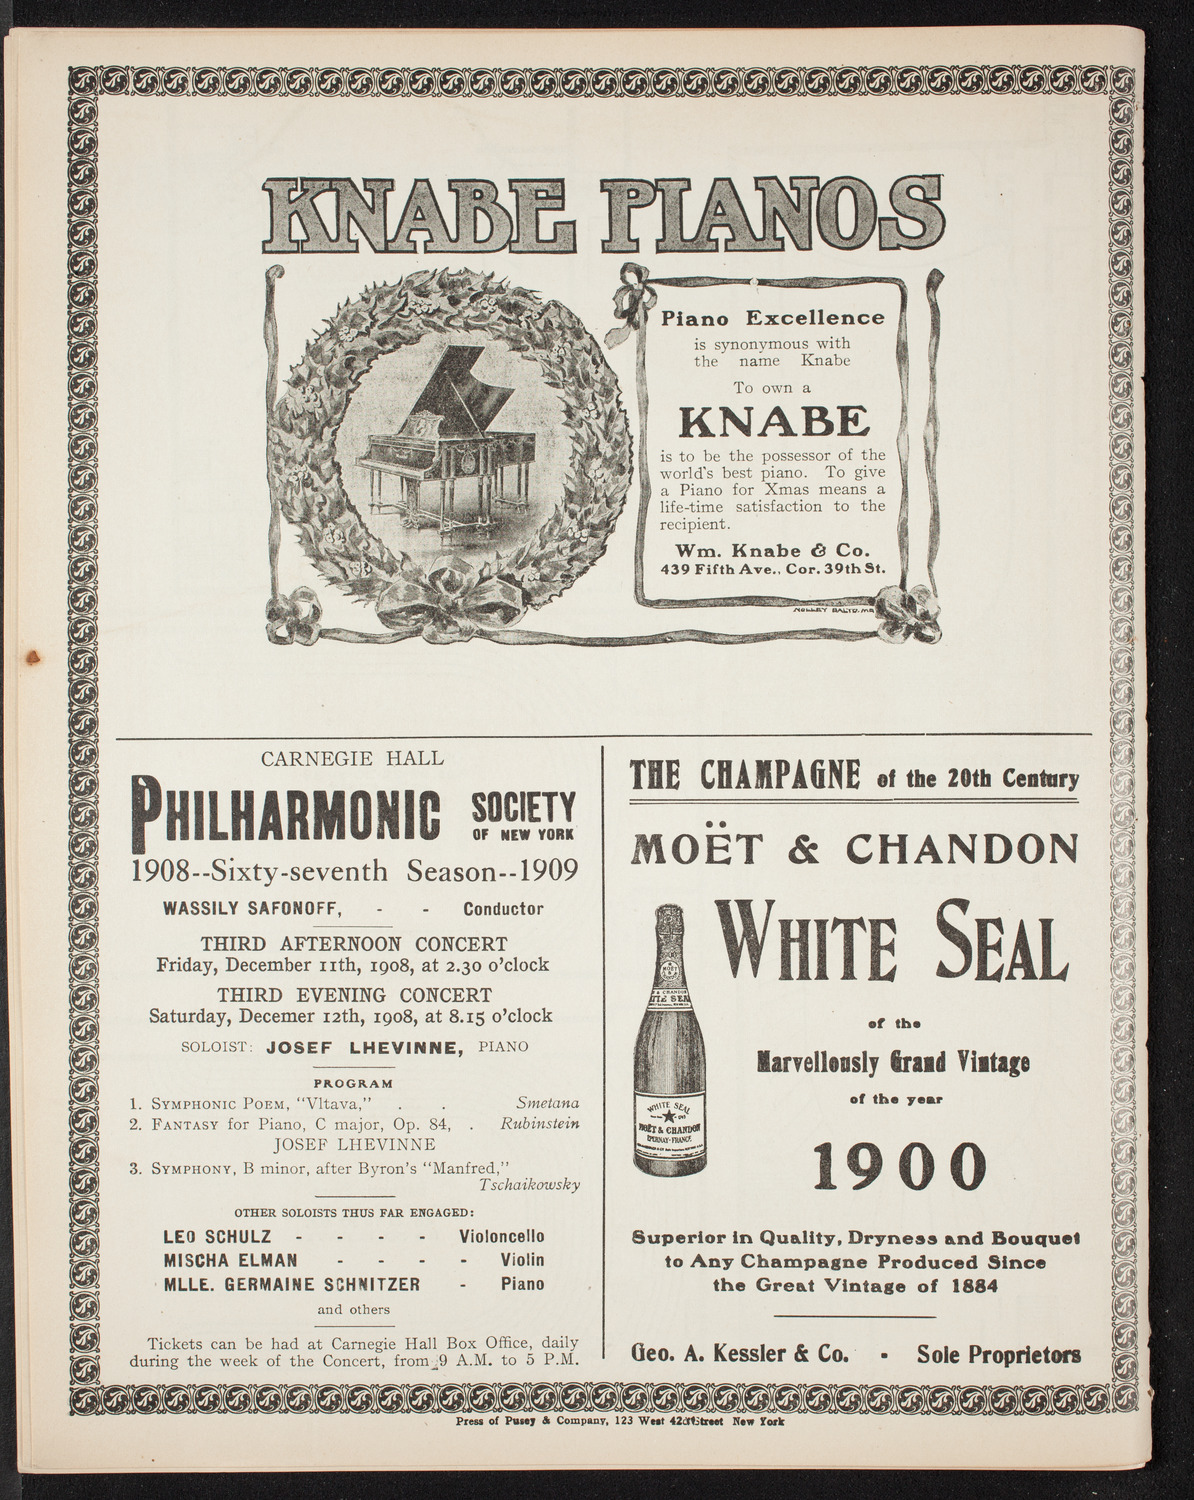 KNABE PIANOS
Piano Excellence
is synonymous with
the name Knabe
To own a
KNABE
is to be the possessor of the
world's best piano. To give
a Piano for Xmas means a
life-time satisfaction to the
recipient.
Wm. Knabe & Co.
439 Fifth Ave., Cor. 39th St.
CARNEGIE HALL
PHILHARMONIC SOCIETY
OF NEW YORK
1908--Sixty-seventh Season--1909
WASSILY SAFONOFF, - - Conductor
THIRD AFTERNOON CONCERT
Friday, December 11th, 1908, at 2.30 o'clock
THIRD EVENING CONCERT
Saturday, Decemer 12th, 1908, at 8.15 o'clock
SOLOIST: JOSEF LHEVINNE, PIANO
PROGRAM
1. SYMPHONIC POEM, "Vltava," . . Smetana
2. FANTASY for Piano, C major, Op. 84, . Rubinstein
JOSEF LHEVINNE
3. SYMPHONY, B minor, after Byron's "Manfred,"
Tschaikowsky
OTHER SOLOISTS THUS FAR ENGAGED:
LEO SCHULZ - - - - Violoncello
MISCHA ELMAN - - - - Violin
MLLE. GERMAINE SCHNITZER - Piano
and others
Tickets can be had at Carnegie Hall Box Office, daily
during the week of the Concert, from 9 A.M. to 5 P.M.
THE CHAMPAGNE of the 20th Century
MOËT & CHANDON
WHITE SEAL
of the
Marvellously Grand Vintage
of the year
1900
WHITE SEAL
MOËT & CHANDON
EPERNAY-FRANCE
Superior in Quality, Dryness and Bouquet
to Any Champagne Produced Since
the Great Vintage of 1884
Geo. A. Kessler & Co. - Sole Proprietors
Press of Pusey & Company, 123 West 42d Street New York